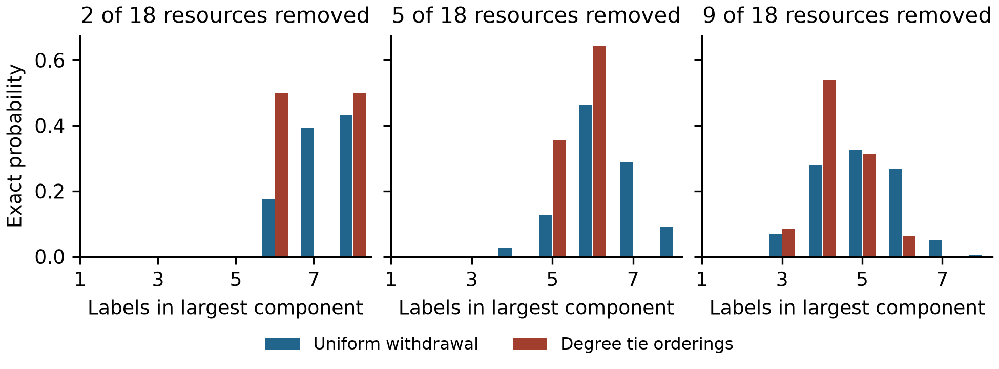 2 of 18 resources removed
5 of 18 resources removed
9 of 18 resources removed
Exact probability
0.6
0.4
0.2
0.0
1 3 5 7
1 3 5 7
1 3 5 7
Labels in largest component
Labels in largest component
Labels in largest component
Uniform withdrawal
Degree tie orderings